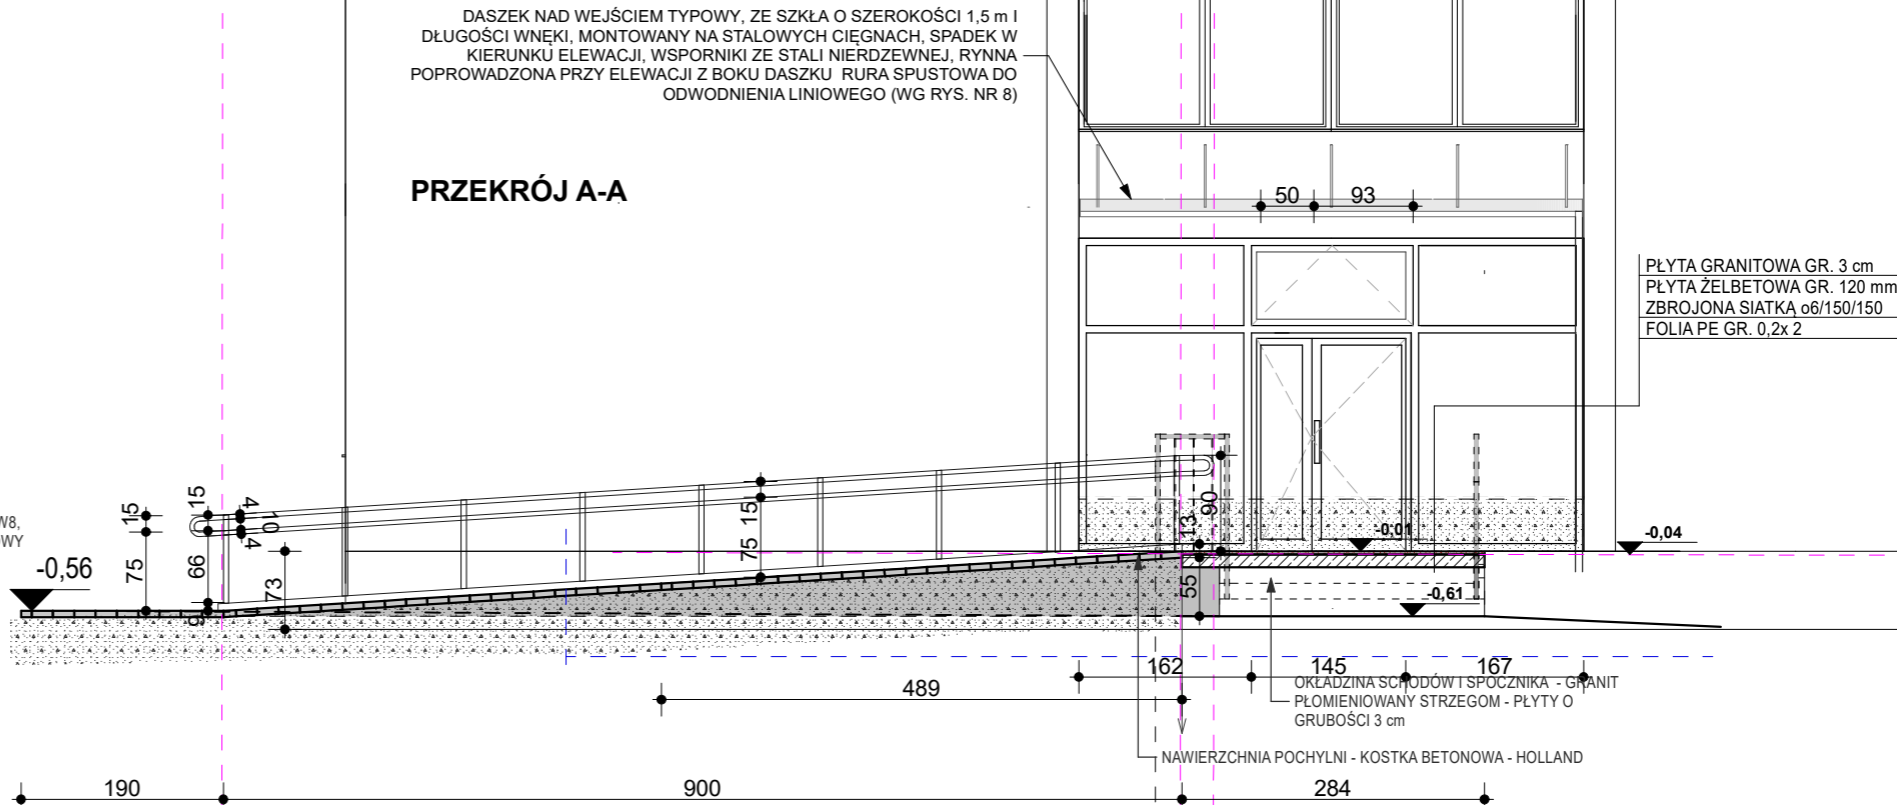 DASZEK NAD WEJŚCIEM TYPOWY, ZE SZKŁA O SZEROKOŚCI 1,5 m I
DŁUGOŚCI WNĘKI, MONTOWANY NA STALOWYCH CIĘGNACH, SPADEK W
KIERUNKU ELEWACJI, WSPORNIKI ZE STALI NIERDZEWNEJ, RYNNA
POPROWADZONA PRZY ELEWACJI Z BOKU DASZKU RURA SPUSTOWA DO
ODWODNIENIA LINIOWEGO (WG RYS. NR 8)
PRZEKRÓJ A-A
50 93
PŁYTA GRANITOWA GR. 3 cm
PŁYTA ŻELBETOWA GR. 120 mm
ZBROJONA SIATKĄ o6/150/150
FOLIA PE GR. 0,2x 2
W8,
OWY
-0,56
15
75
15
66
9
4
10
4
73
15
75
13
90
55
-0,01
-0,04
-0,61
162 145 167
489
OKŁADZINA SCHODÓW I SPOCZNIKA - GRANIT
PŁOMIENIOWANY STRZEGOM - PŁYTY O
GRUBOŚCI 3 cm
NAWIERZCHNIA POCHYLNI - KOSTKA BETONOWA - HOLLAND
190 900 284